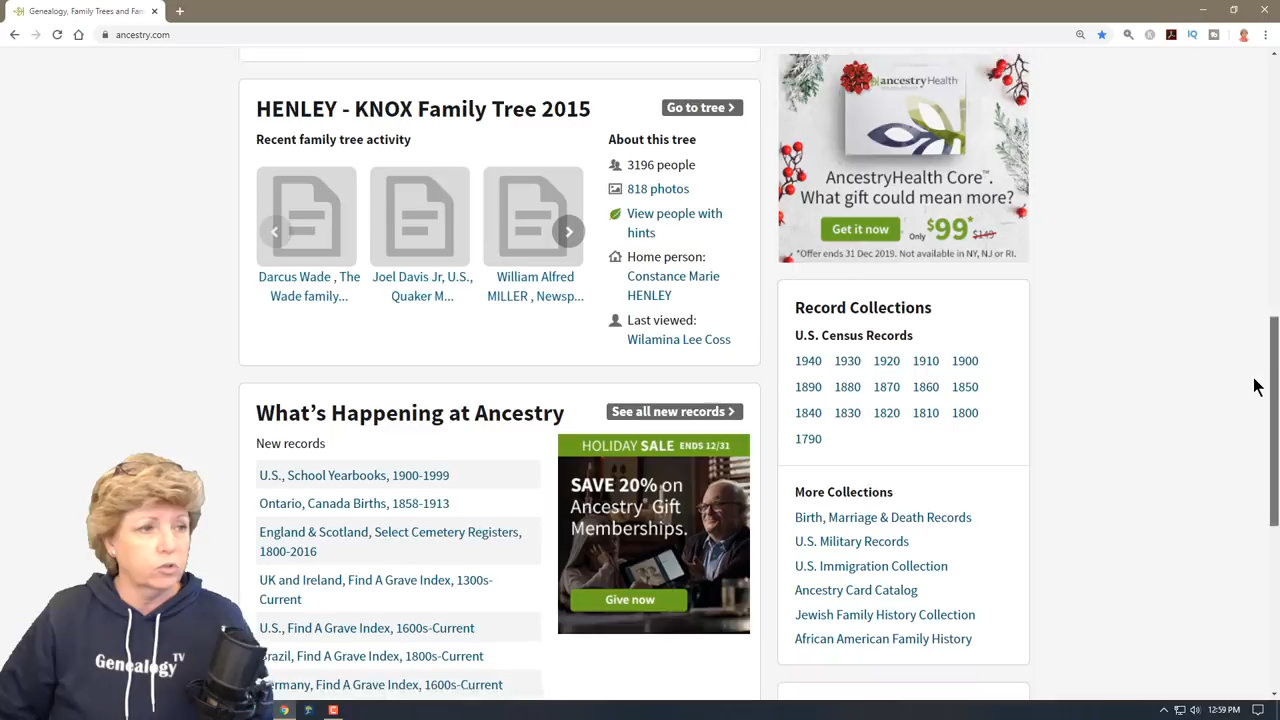 Genealogy, Family Trees and Fam
ancestry.com
HENLEY - KNOX Family Tree 2015
Go to tree >
Recent family tree activity
Darcus Wade , The
Wade family...
Joel Davis Jr, U.S.,
Quaker M...
William Alfred
MILLER , Newsp...
About this tree
3196 people
818 photos
View people with
hints
Home person:
Constance Marie
HENLEY
Last viewed:
Wilamina Lee Coss
What's Happening at Ancestry
See all new records >
New records
U.S., School Yearbooks, 1900-1999
Ontario, Canada Births, 1858-1913
England & Scotland, Select Cemetery Registers,
1800-2016
UK and Ireland, Find A Grave Index, 1300s-
Current
U.S., Find A Grave Index, 1600s-Current
Brazil, Find A Grave Index, 1800s-Current
Germany, Find A Grave Index, 1600s-Current
HOLIDAY SALE ENDS 12/31
SAVE 20% on
Ancestry® Gift
Memberships.
Give now
ancestryHealth
AncestryHealth Core™.
What gift could mean more?
Get it now Only $99* $149
*Offer ends 31 Dec 2019. Not available in NY, NJ or RI.
Record Collections
U.S. Census Records
1940 1930 1920 1910 1900
1890 1880 1870 1860 1850
1840 1830 1820 1810 1800
1790
More Collections
Birth, Marriage & Death Records
U.S. Military Records
U.S. Immigration Collection
Ancestry Card Catalog
Jewish Family History Collection
African American Family History
Genealogy TV
12:59 PM